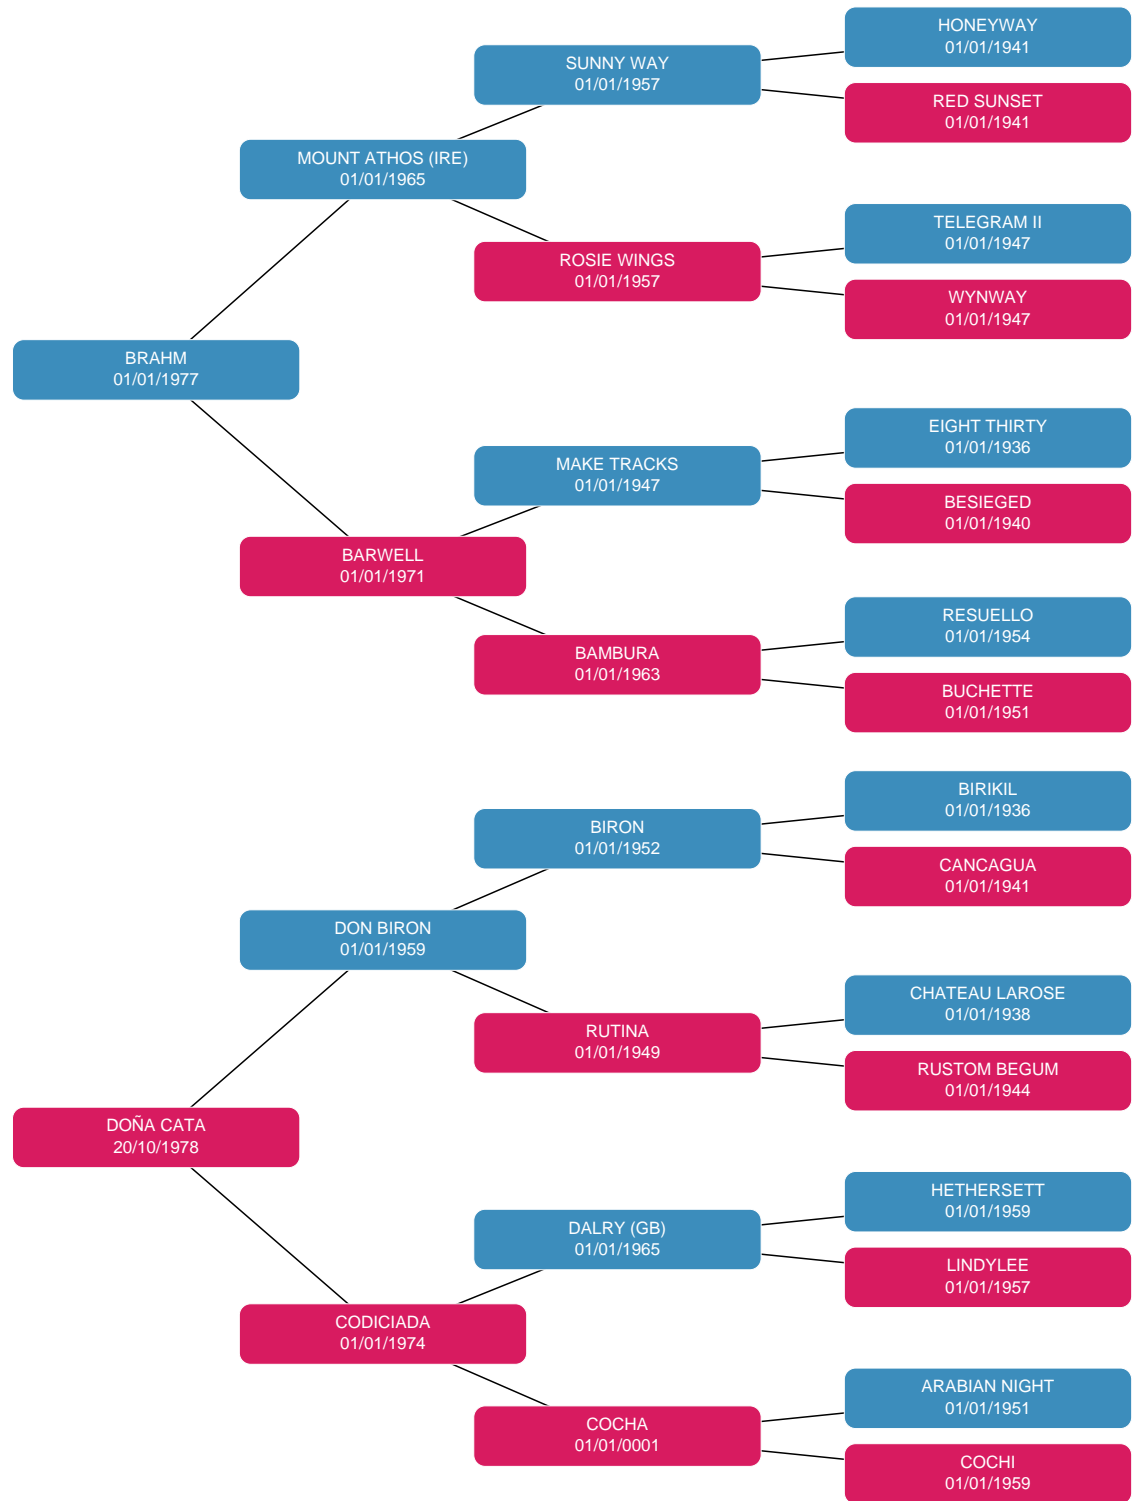 HONEYWAY
01/01/1941
SUNNY WAY
01/01/1957
RED SUNSET
01/01/1941
MOUNT ATHOS (IRE)
01/01/1965
TELEGRAM II
01/01/1947
ROSIE WINGS
01/01/1957
WYNWAY
01/01/1947
BRAHM
01/01/1977
EIGHT THIRTY
01/01/1936
MAKE TRACKS
01/01/1947
BESIEGED
01/01/1940
BARWELL
01/01/1971
RESUELLO
01/01/1954
BAMBURA
01/01/1963
BUCHETTE
01/01/1951
BIRIKIL
01/01/1936
BIRON
01/01/1952
CANCAGUA
01/01/1941
DON BIRON
01/01/1959
CHATEAU LAROSE
01/01/1938
RUTINA
01/01/1949
RUSTOM BEGUM
01/01/1944
DOÑA CATA
20/10/1978
HETHERSETT
01/01/1959
DALRY (GB)
01/01/1965
LINDYLEE
01/01/1957
CODICIADA
01/01/1974
ARABIAN NIGHT
01/01/1951
COCHA
01/01/0001
COCHI
01/01/1959